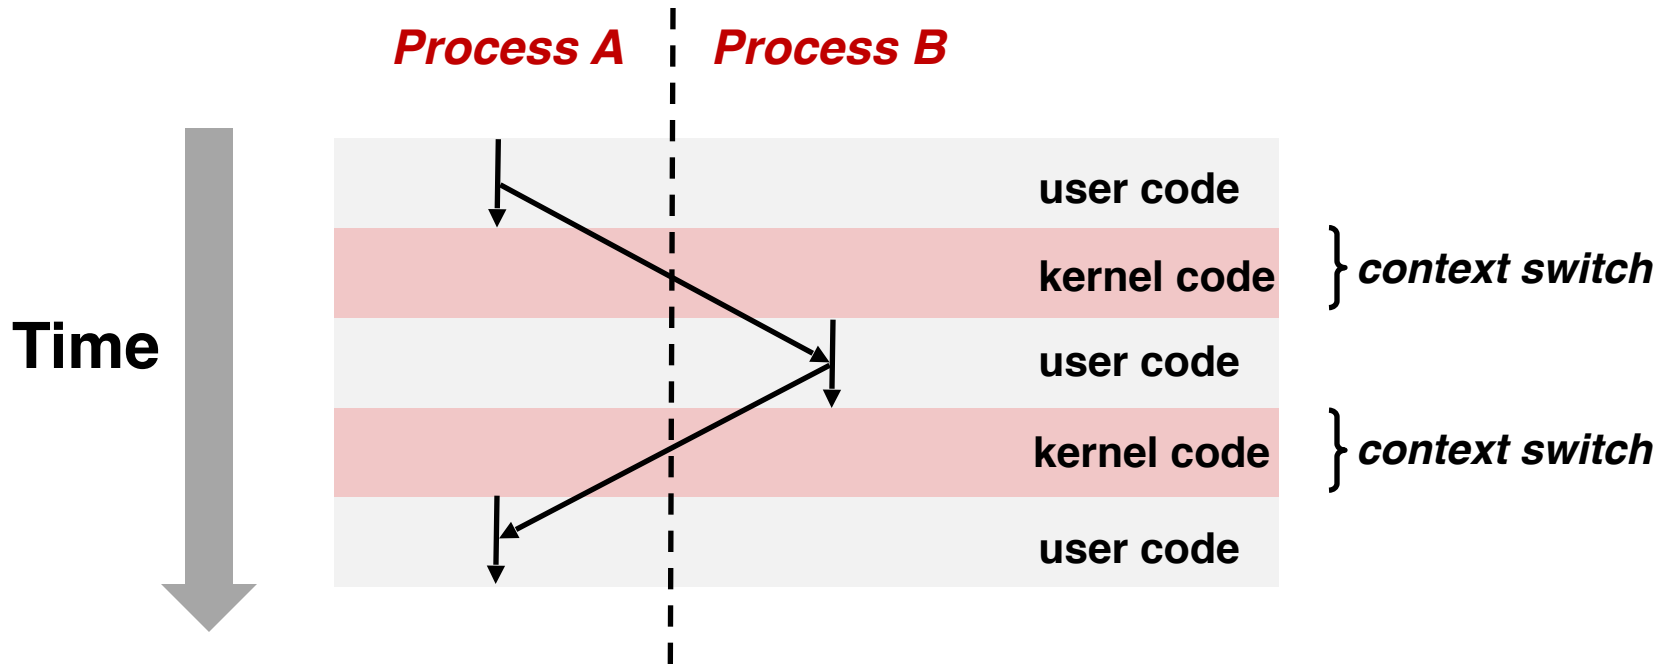 Process A
Process B
user code
kernel code
context switch
Time
user code
kernel code
context switch
user code